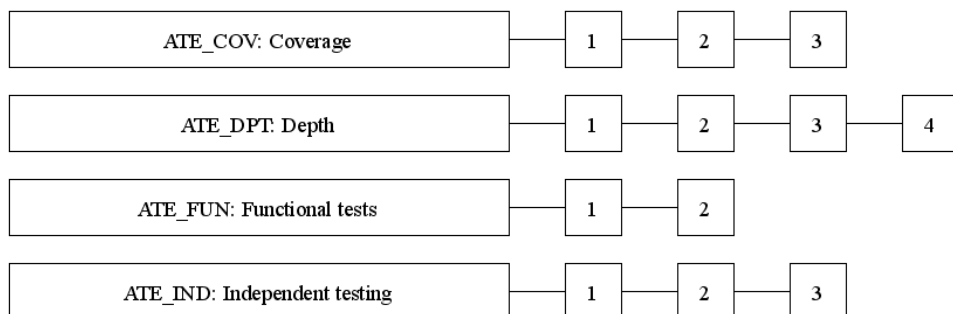 ATE_COV: Coverage 1 2 3
ATE_DPT: Depth 1 2 3 4
ATE_FUN: Functional tests 1 2
ATE_IND: Independent testing 1 2 3